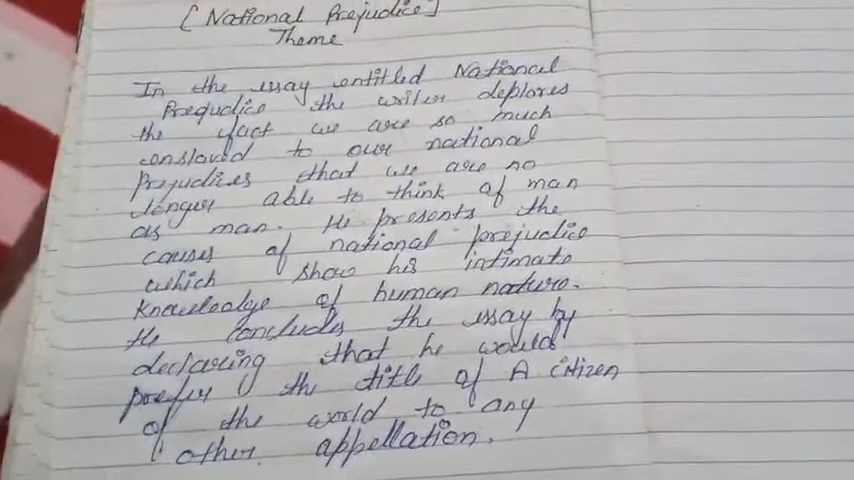 [National Prejudice]
Theme
In the essay entitled National
Prequdice the writer deplores
the fact we are so much
enslaved to our national
Prejudices that we are no
longer able to think of man
as man. He presents the
causes of national prejudice
which show his intimate
Knowledge of human nature.
He concludes the essay by
declaring that he would
prefer the title of A citizen
of the world to any
other appellation.